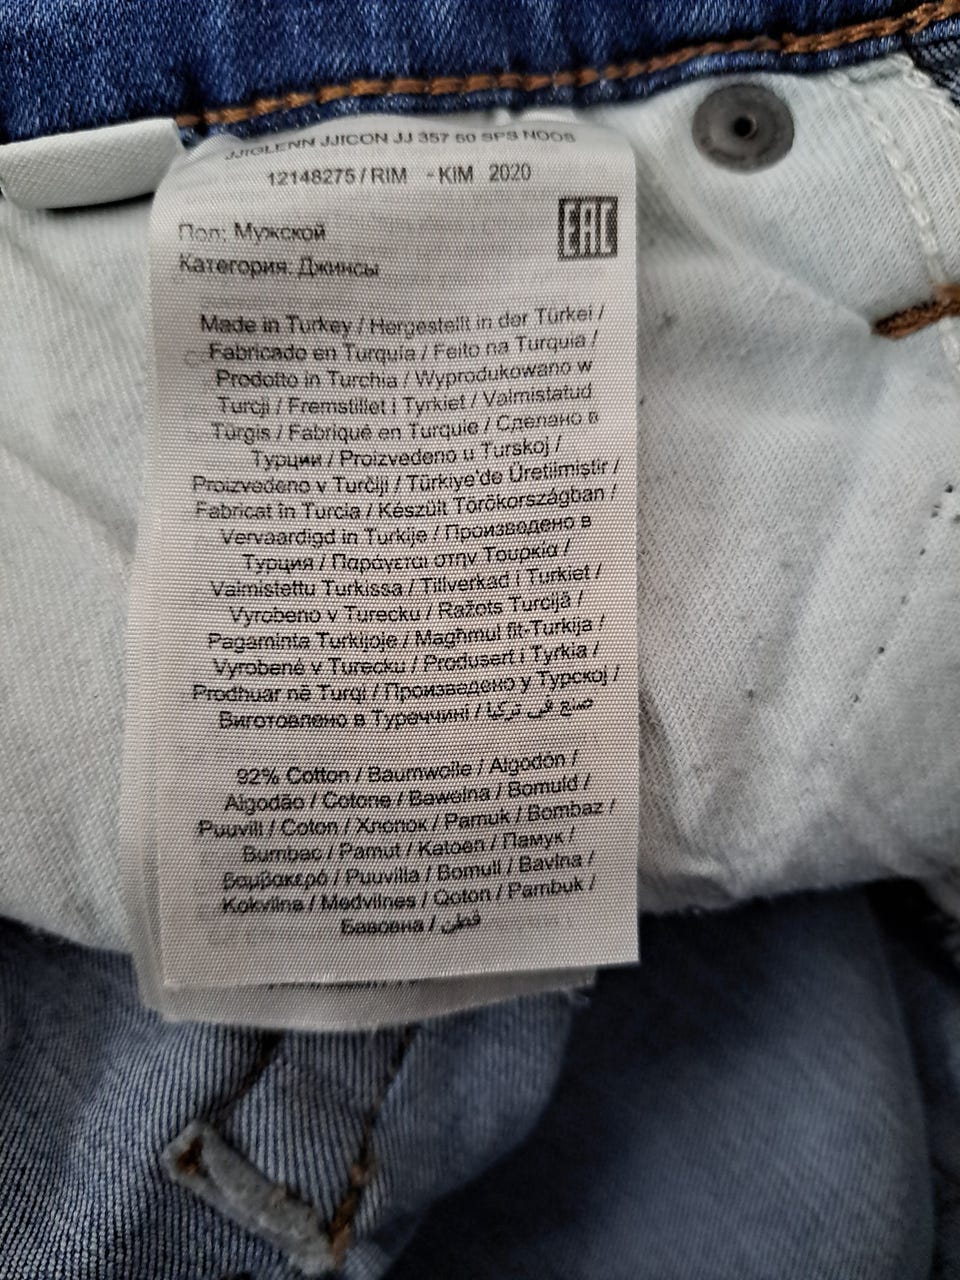 JJIGLENN JJICON JJ 357 50 SPS NOOS
12148275 / RIM - KIM 2020
EAC
Пол: Мужской
Категория: Джинсы
Made in Turkey / Hergestellt in der Türkei /
Fabricado en Turquía / Feito na Turquia /
Prodotto in Turchia / Wyprodukowano w
Turcji / Fremstillet i Tyrkiet / Valmistatud
Türgis / Fabriqué en Turquie / Сделано в
Турции / Proizvedeno u Turskoj /
Proizvedeno v Turčiji / Türkiye'de Üretilmiştir /
Fabricat în Turcia / Készült Törökországban /
Vervaardigd in Turkije / Произведено в
Турция / Παράγεται στην Τουρκία /
Valmistettu Turkissa / Tillverkad i Turkiet /
Vyrobeno v Turecku / Ražots Turcijā /
Pagaminta Turkijoje / Magħmul fit-Turkija /
Vyrobené v Turecku / Produsert i Tyrkia /
Prodhuar në Turqi / Произведено у Турској /
Виготовлено в Туреччині / صنع في تركيا
92% Cotton / Baumwolle / Algodón /
Algodão / Cotone / Bawełna / Bomuld /
Puuvill / Coton / Хлопок / Pamuk / Bombaz /
Bumbac / Pamut / Katoen / Памук /
Βαμβακερό / Puuvilla / Bomull / Bavlna /
Kokvilna / Medvilnės / Qoton / Pambuk /
Бавовна / قطن